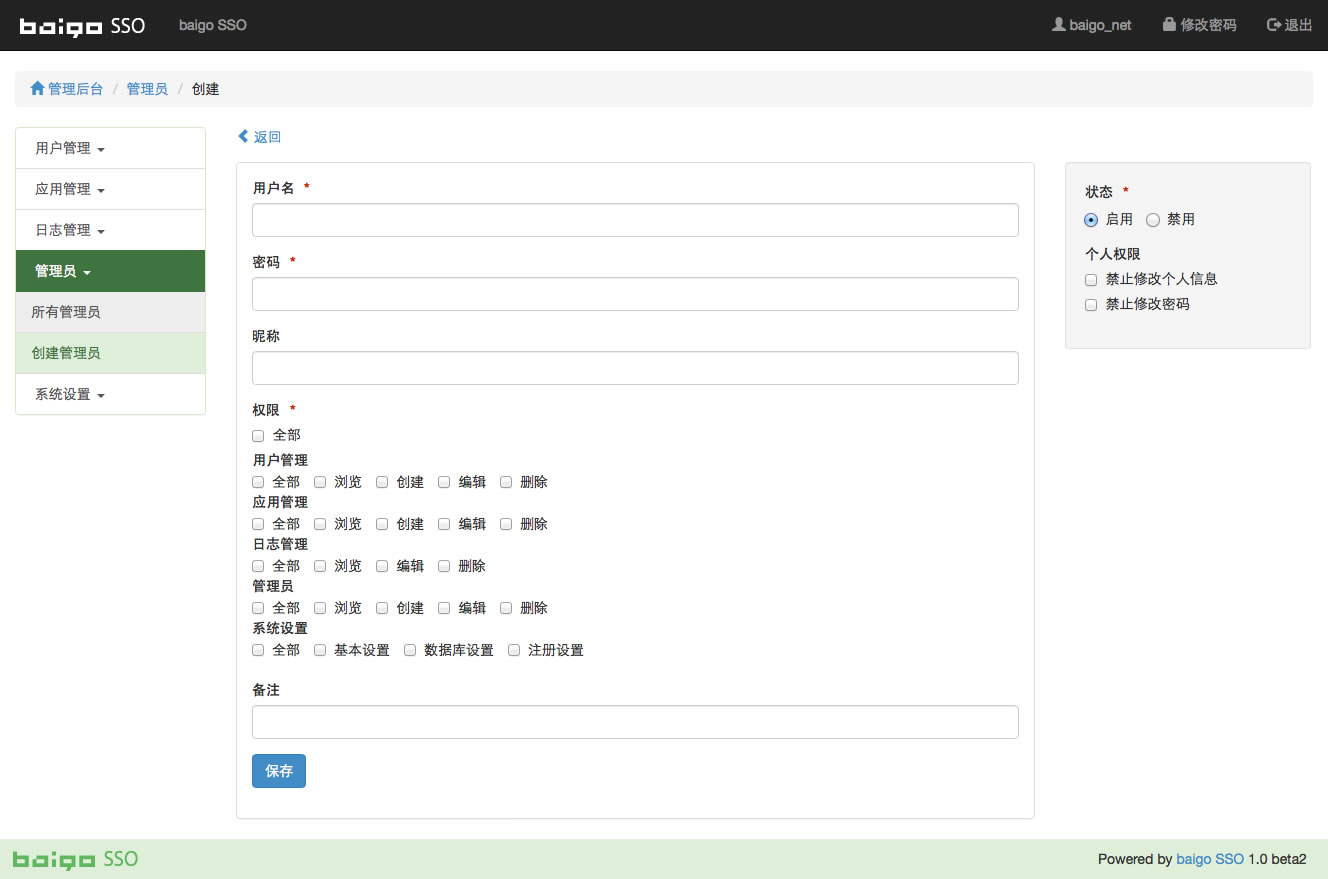 baigo SSO baigo SSO baigo_net 修改密码 退出
管理后台 / 管理员 / 创建
用户管理
应用管理
日志管理
管理员
所有管理员
创建管理员
系统设置
返回
用户名 *
密码 *
昵称
权限 *
全部
用户管理
全部 浏览 创建 编辑 删除
应用管理
全部 浏览 创建 编辑 删除
日志管理
全部 浏览 编辑 删除
管理员
全部 浏览 创建 编辑 删除
系统设置
全部 基本设置 数据库设置 注册设置
备注
保存
状态 *
启用 禁用
个人权限
禁止修改个人信息
禁止修改密码
baigo SSO Powered by baigo SSO 1.0 beta2